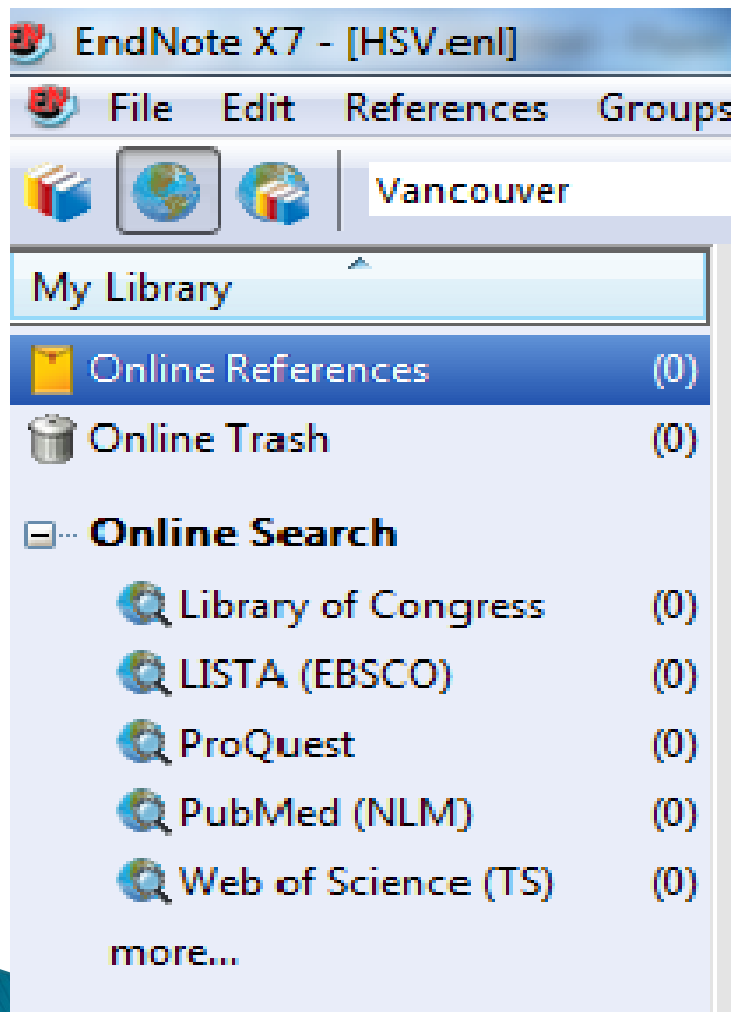 EndNote X7 - [HSV.enl]
File Edit References Groups
Vancouver
My Library
Online References (0)
Online Trash (0)
Online Search
Library of Congress (0)
LISTA (EBSCO) (0)
ProQuest (0)
PubMed (NLM) (0)
Web of Science (TS) (0)
more...